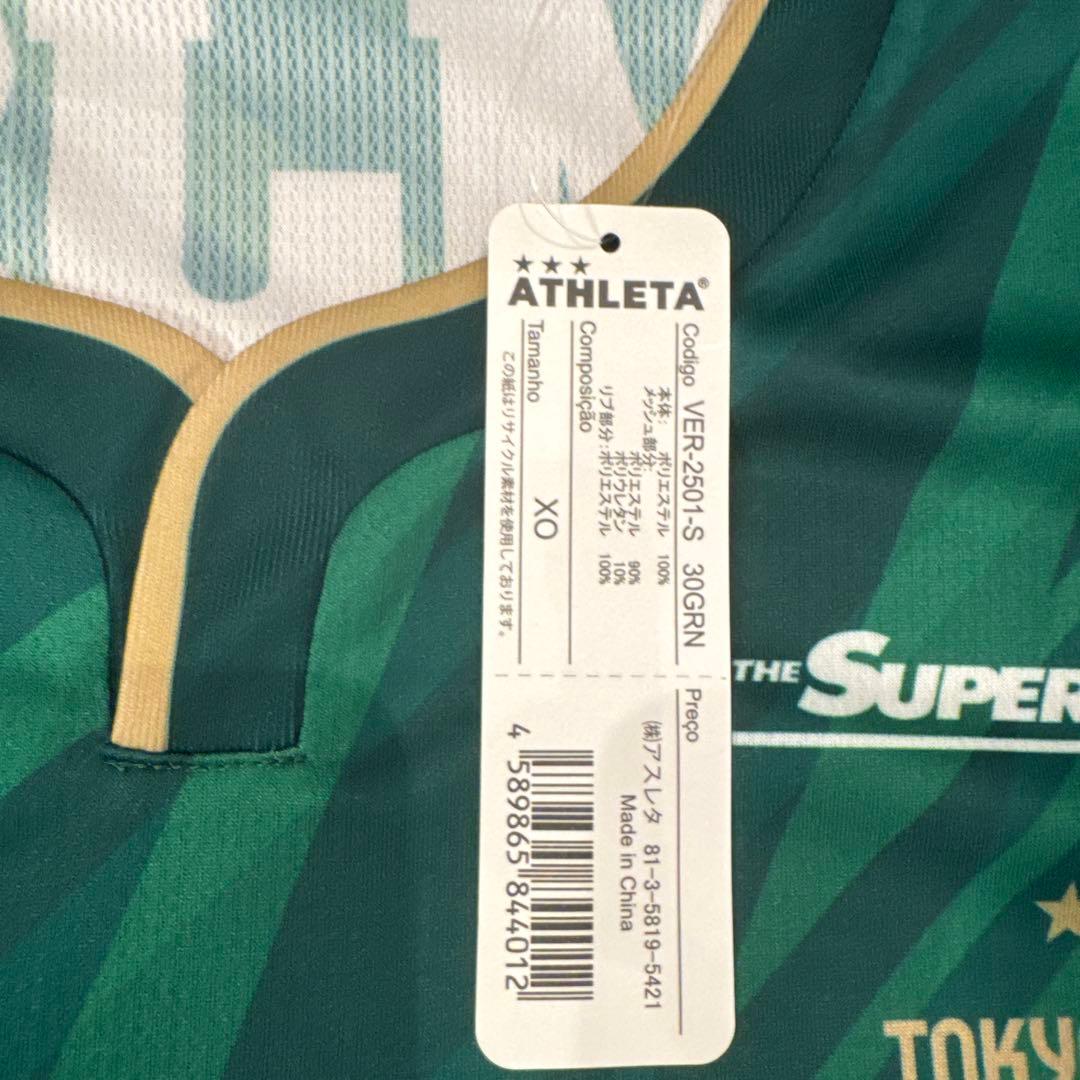 ★★★
ATHLETA®
Codigo VER-2501-S 30GRN
本体: ポリエステル 100%
メッシュ部分:
ポリエステル 90%
ポリウレタン 10%
リブ部分:ポリエステル 100%
Composição
Tamanho XO
この紙はリサイクル素材を使用しております。
Preço
(株)アスレタ 81-3-5819-5421
Made in China
4 589865 844012
THE SUPER
TOKY